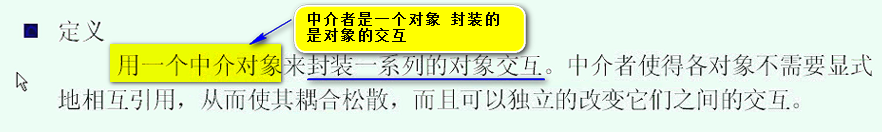 中介者是一个对象 封装的
是对象的交互
定义
用一个中介对象来封装一系列的对象交互。中介者使得各对象不需要显式
地相互引用，从而使其耦合松散，而且可以独立的改变它们之间的交互。